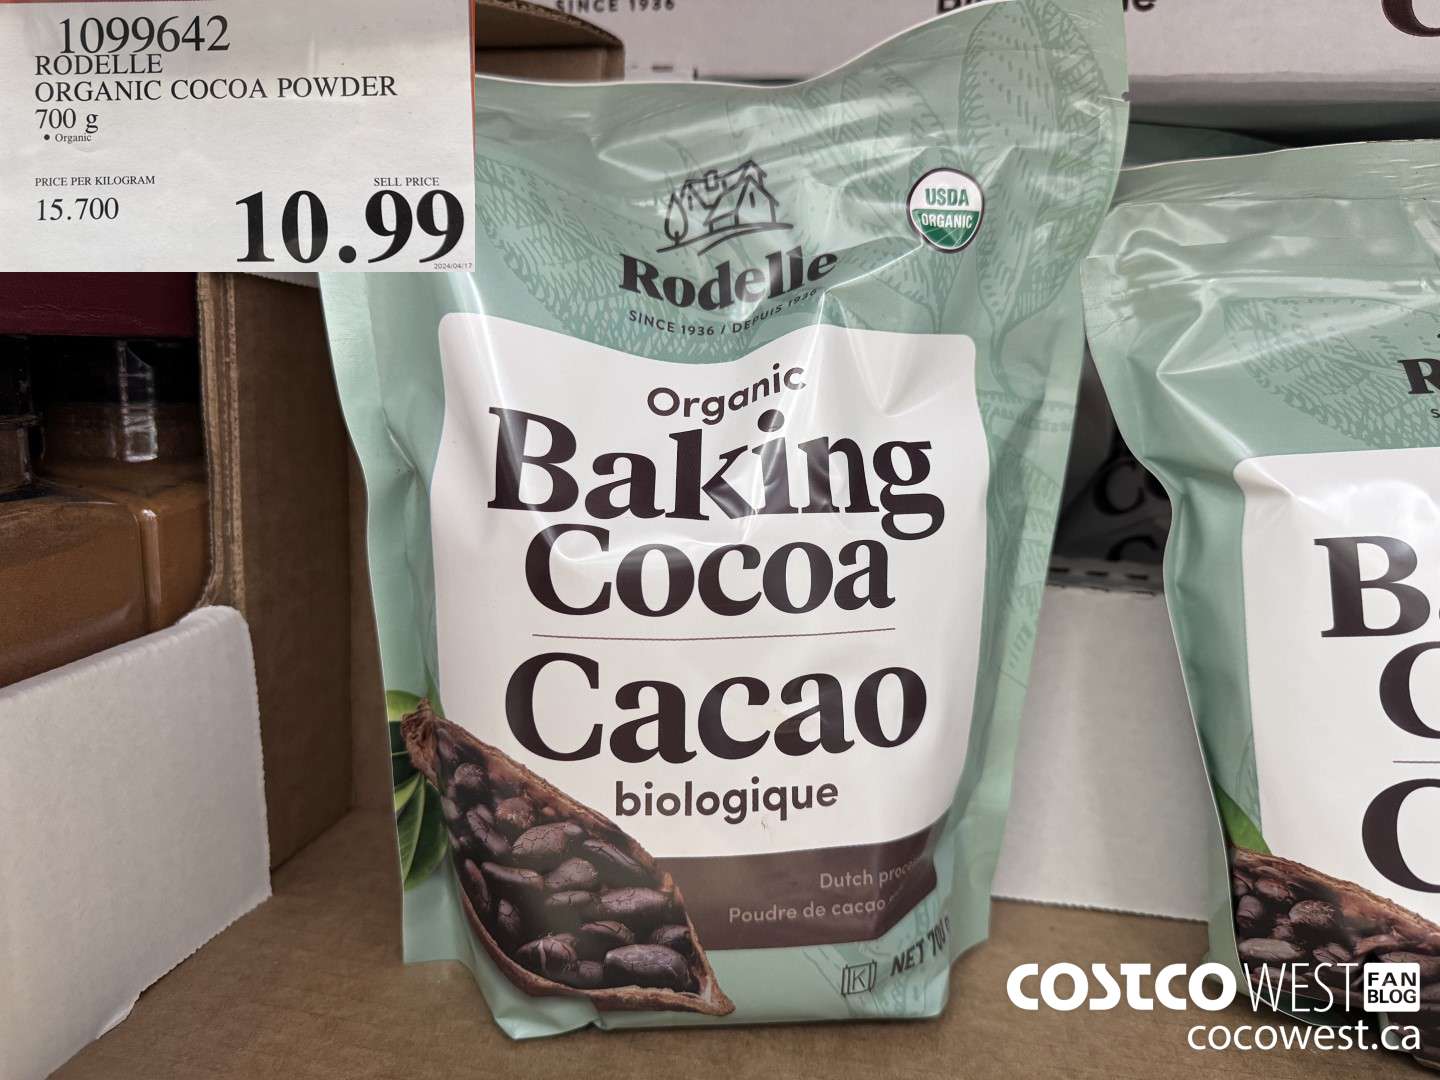 1099642
RODELLE
ORGANIC COCOA POWDER
700 g
• Organic
PRICE PER KILOGRAM
15.700
SELL PRICE
10.99
2024/04/17
SINCE 1936
Rodelle
SINCE 1936 / DEPUIS 1936
USDA
ORGANIC
Organic
Baking
Cocoa
Cacao
biologique
Dutch
Poudre de cacao
K
NET 700
COSTCO WEST FAN BLOG
cocowest.ca